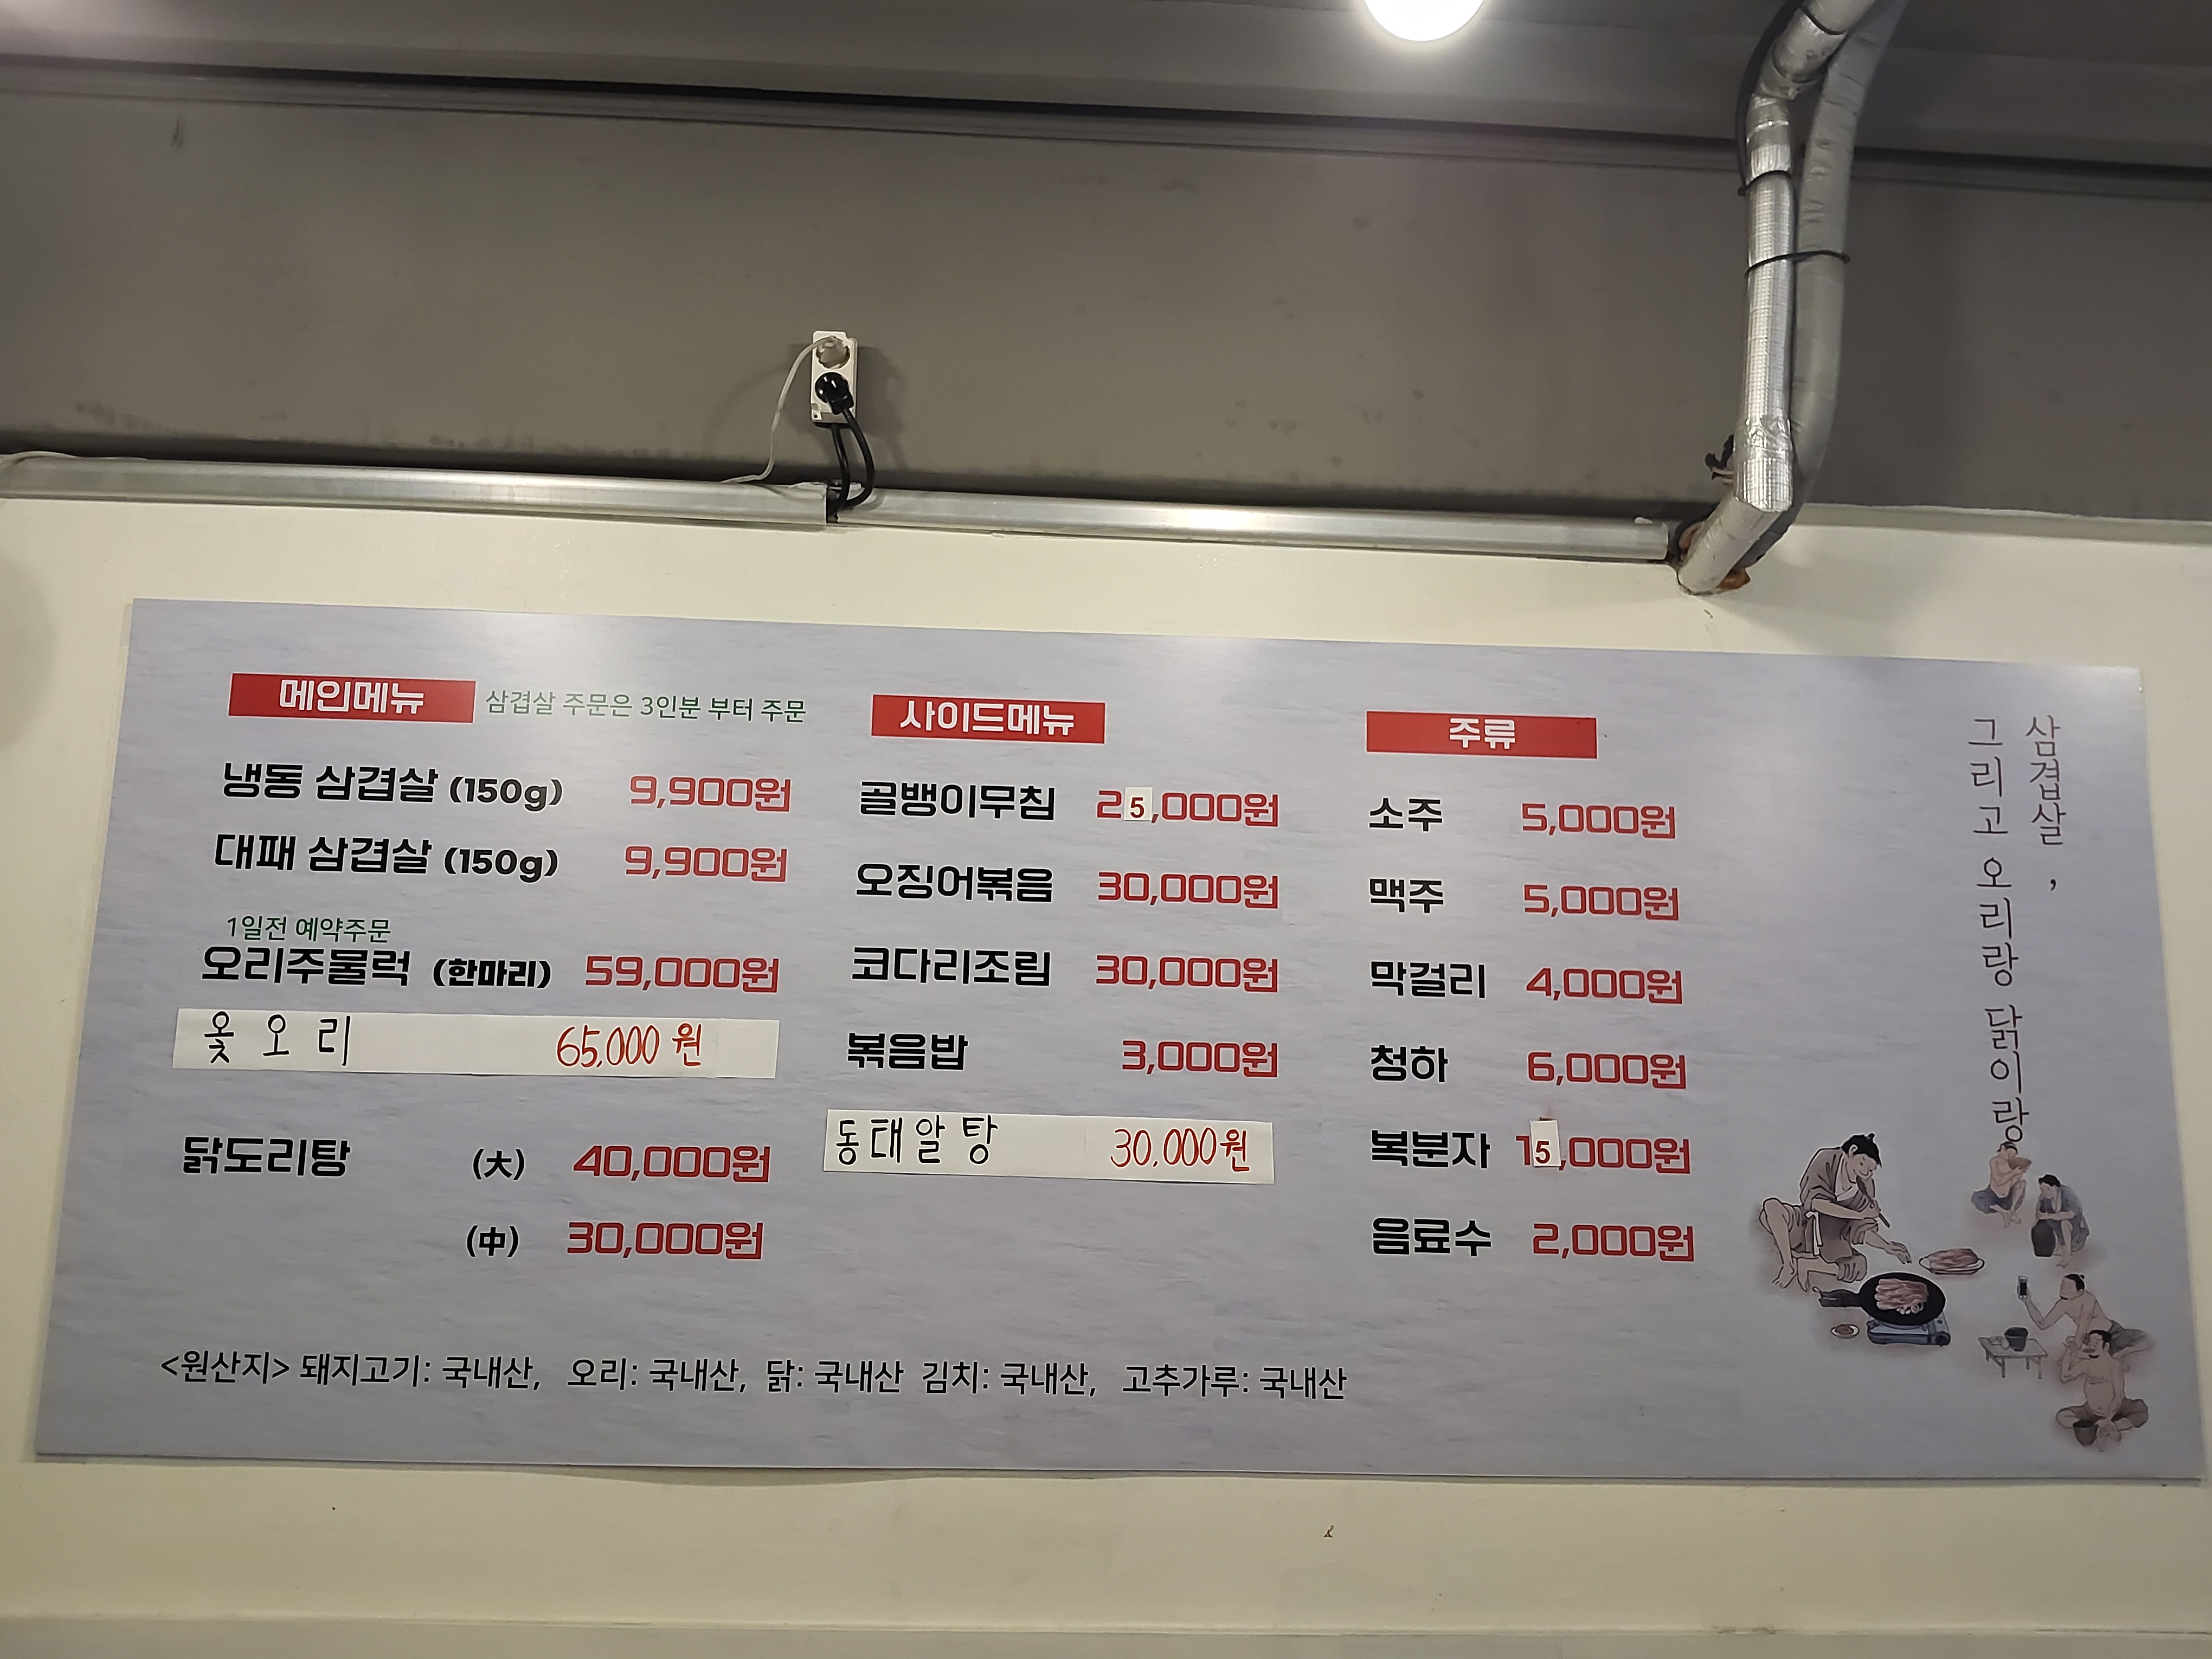 메인메뉴 삼겹살 주문은 3인분 부터 주문
냉동 삼겹살 (150g) 9,900원
대패 삼겹살 (150g) 9,900원
1일전 예약주문
오리주물럭 (한마리) 59,000원
옻오리 65,000원
닭도리탕 (大) 40,000원
(中) 30,000원
사이드메뉴
골뱅이무침 25,000원
오징어볶음 30,000원
코다리조림 30,000원
볶음밥 3,000원
동태알탕 30,000원
주류
소주 5,000원
맥주 5,000원
막걸리 4,000원
청하 6,000원
복분자 15,000원
음료수 2,000원
삼겹살,
그리고 오리랑 닭이랑
<원산지> 돼지고기: 국내산, 오리: 국내산, 닭: 국내산 김치: 국내산, 고추가루: 국내산